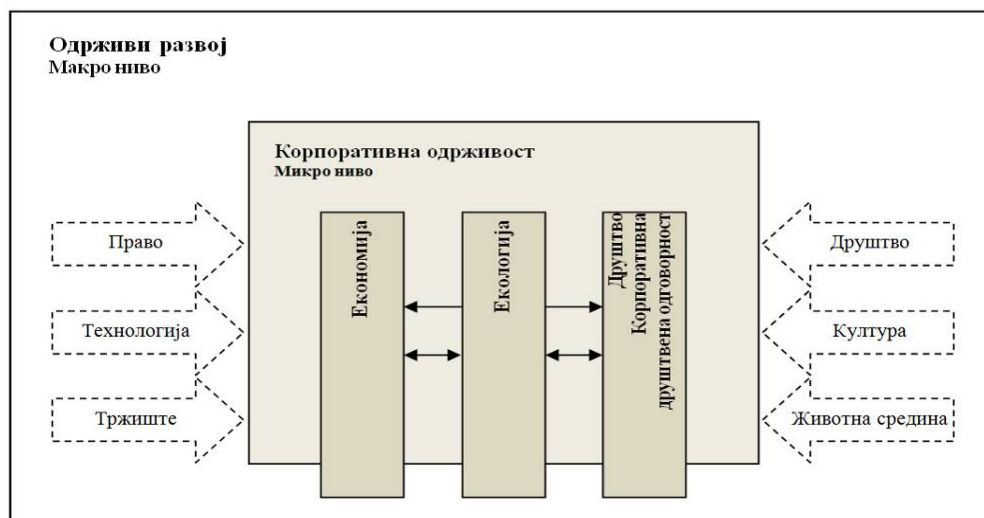 Одрживи развој
Макро ниво
Корпоративна одрживост
Микро ниво
Право
Технологија
Тржиште
Економија
Екологија
Друштво
Корпоративна
друштвена одговорност
Друштво
Култура
Животна средина